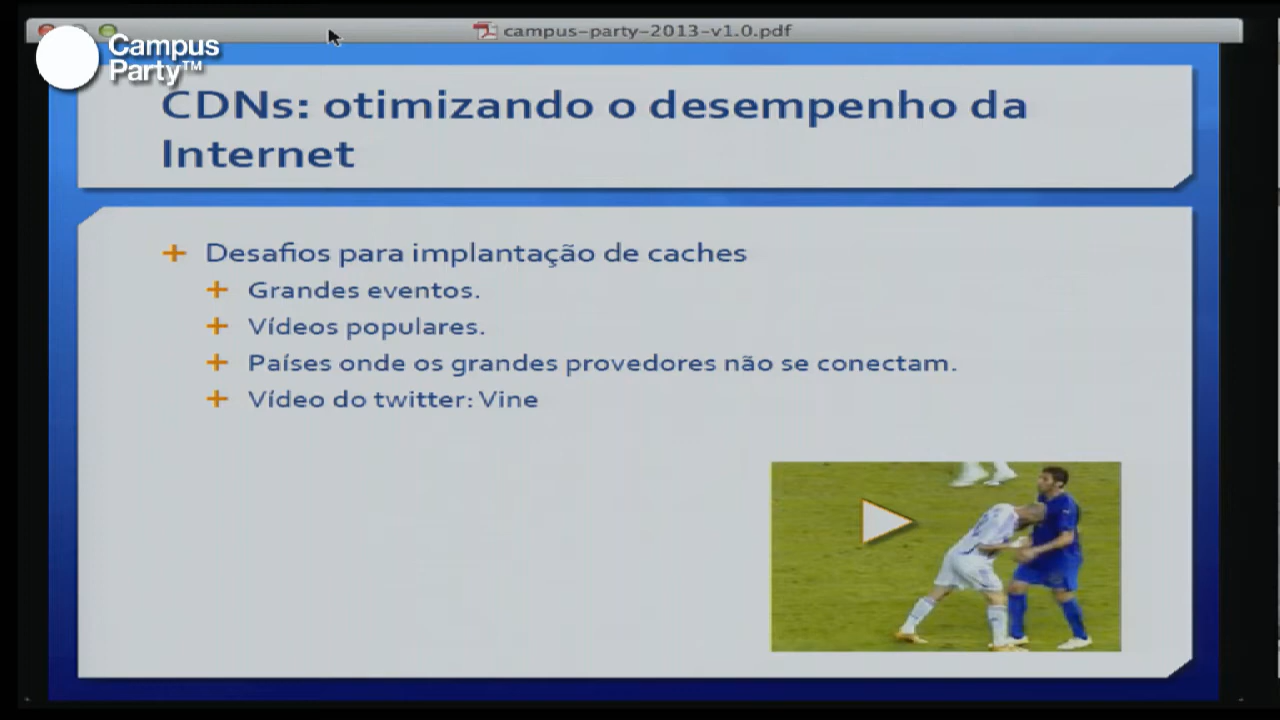 campus-party-2013-v1.0.pdf
Campus
Party™
CDNs: otimizando o desempenho da
Internet
Desafios para implantação de caches
Grandes eventos.
Vídeos populares.
Países onde os grandes provedores não se conectam.
Vídeo do twitter: Vine